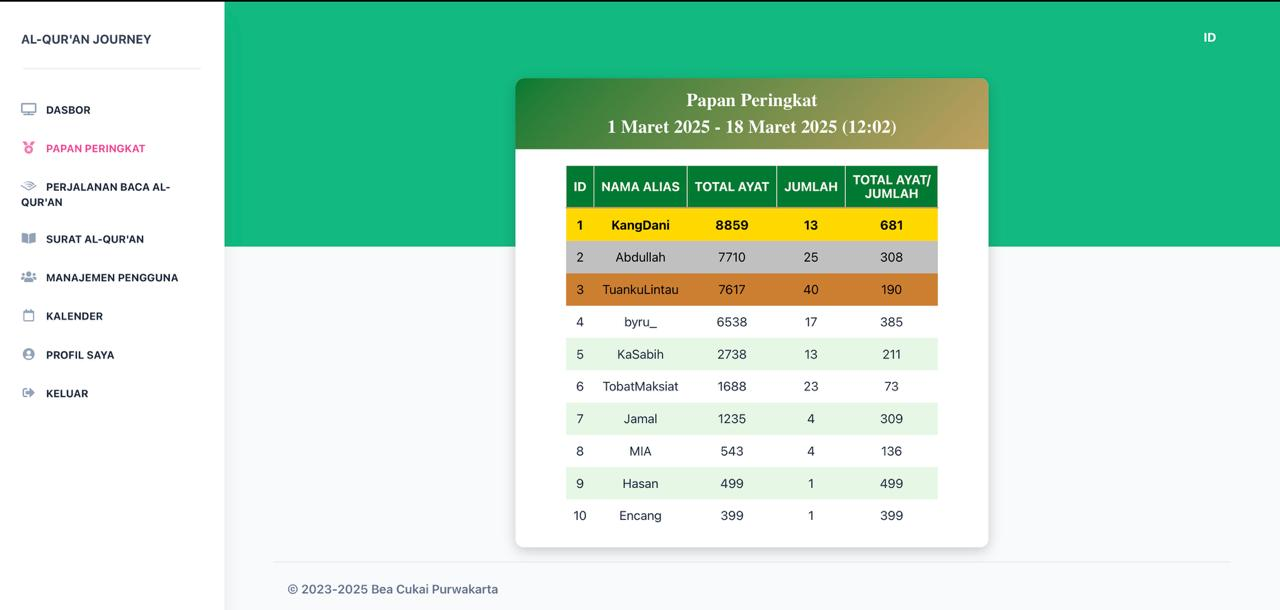 AL-QUR'AN JOURNEY
DASBOR
PAPAN PERINGKAT
PERJALANAN BACA AL-
QUR'AN
SURAT AL-QUR'AN
MANAJEMEN PENGGUNA
KALENDER
PROFIL SAYA
KELUAR
ID
Papan Peringkat
1 Maret 2025 - 18 Maret 2025 (12:02)
ID NAMA ALIAS TOTAL AYAT JUMLAH TOTAL AYAT/
JUMLAH
1 KangDani 8859 13 681
2 Abdullah 7710 25 308
3 TuankuLintau 7617 40 190
4 byru_ 6538 17 385
5 KaSabih 2738 13 211
6 TobatMaksiat 1688 23 73
7 Jamal 1235 4 309
8 MIA 543 4 136
9 Hasan 499 1 499
10 Encang 399 1 399
© 2023-2025 Bea Cukai Purwakarta